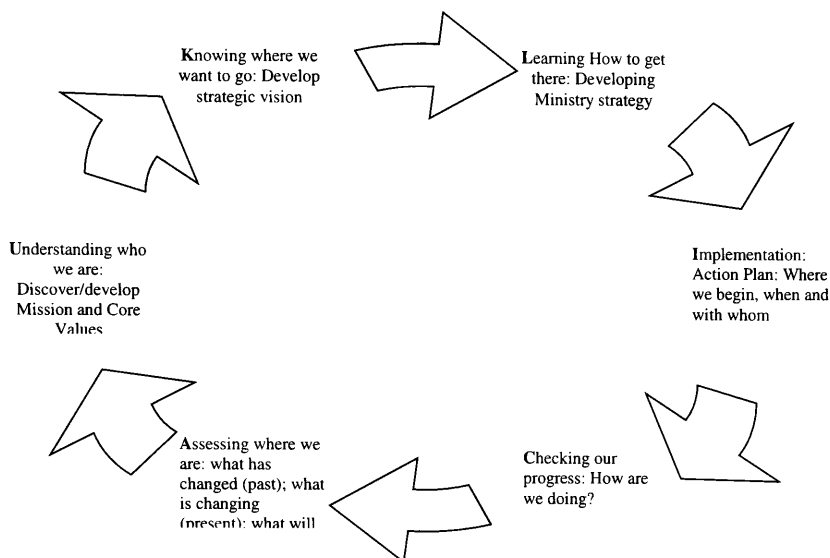 Knowing where we
want to go: Develop
strategic vision
Learning How to get
there: Developing
Ministry strategy
Implementation:
Action Plan: Where
we begin, when and
with whom
Checking our
progress: How are
we doing?
Assessing where we
are: what has
changed (past); what
is changing
(present); what will
Understanding who
we are:
Discover/develop
Mission and Core
Values